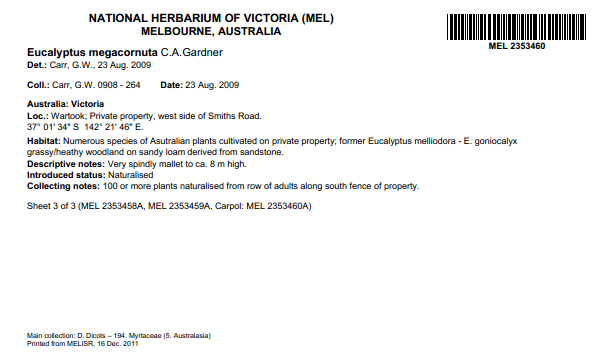 NATIONAL HERBARIUM OF VICTORIA (MEL)
MELBOURNE, AUSTRALIA
MEL 2353460
Eucalyptus megacornuta C.A.Gardner
Det.: Carr, G.W., 23 Aug. 2009
Coll.: Carr, G.W. 0908 - 264 Date: 23 Aug. 2009
Australia: Victoria
Loc.: Wartook; Private property, west side of Smiths Road.
37° 01' 34" S 142° 21' 46" E.
Habitat: Numerous species of Asutralian plants cultivated on private property; former Eucalyptus melliodora - E. goniocalyx
grassy/heathy woodland on sandy loam derived from sandstone.
Descriptive notes: Very spindly mallet to ca. 8 m high.
Introduced status: Naturalised
Collecting notes: 100 or more plants naturalised from row of adults along south fence of property.
Sheet 3 of 3 (MEL 2353458A, MEL 2353459A, Carpol: MEL 2353460A)
Main collection: D. Dicots – 194. Myrtaceae (5. Australasia)
Printed from MELISR, 16 Dec. 2011